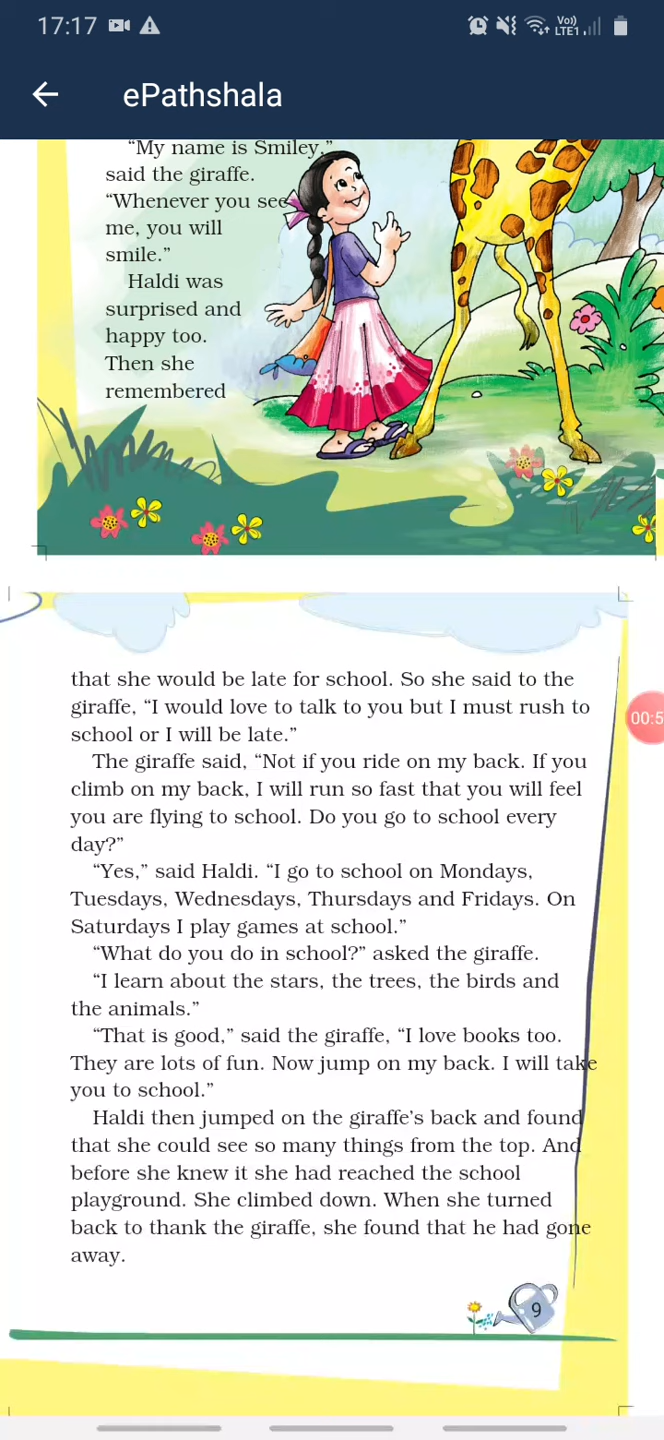 17:17
Vo))
LTE1
ePathshala
“My name is Smiley.”
said the giraffe.
“Whenever you see
me, you will
smile.”
Haldi was
surprised and
happy too.
Then she
remembered
that she would be late for school. So she said to the
giraffe, “I would love to talk to you but I must rush to
school or I will be late.”
The giraffe said, “Not if you ride on my back. If you
climb on my back, I will run so fast that you will feel
you are flying to school. Do you go to school every
day?”
“Yes,” said Haldi. “I go to school on Mondays,
Tuesdays, Wednesdays, Thursdays and Fridays. On
Saturdays I play games at school.”
“What do you do in school?” asked the giraffe.
“I learn about the stars, the trees, the birds and
the animals.”
“That is good,” said the giraffe, “I love books too.
They are lots of fun. Now jump on my back. I will take
you to school.”
Haldi then jumped on the giraffe’s back and found
that she could see so many things from the top. And
before she knew it she had reached the school
playground. She climbed down. When she turned
back to thank the giraffe, she found that he had gone
away.
9